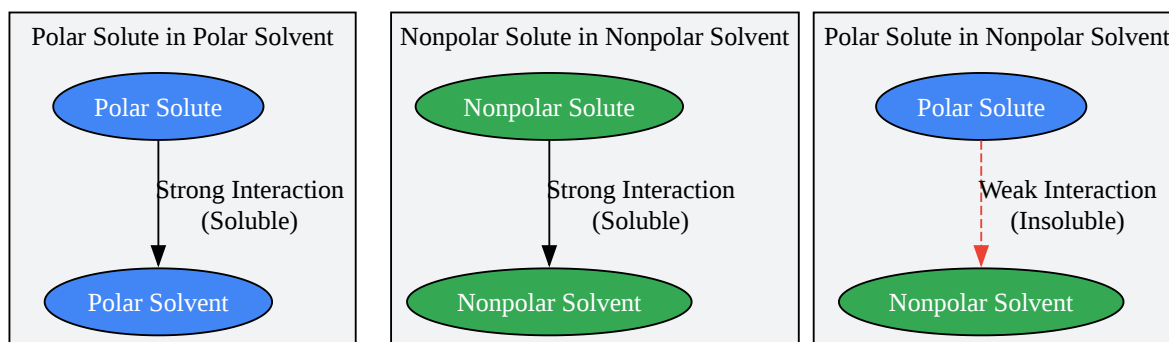 Polar Solute in Polar Solvent
Polar Solute
Strong Interaction
(Soluble)
Polar Solvent
Nonpolar Solute in Nonpolar Solvent
Nonpolar Solute
Strong Interaction
(Soluble)
Nonpolar Solvent
Polar Solute in Nonpolar Solvent
Polar Solute
Weak Interaction
(Insoluble)
Nonpolar Solvent